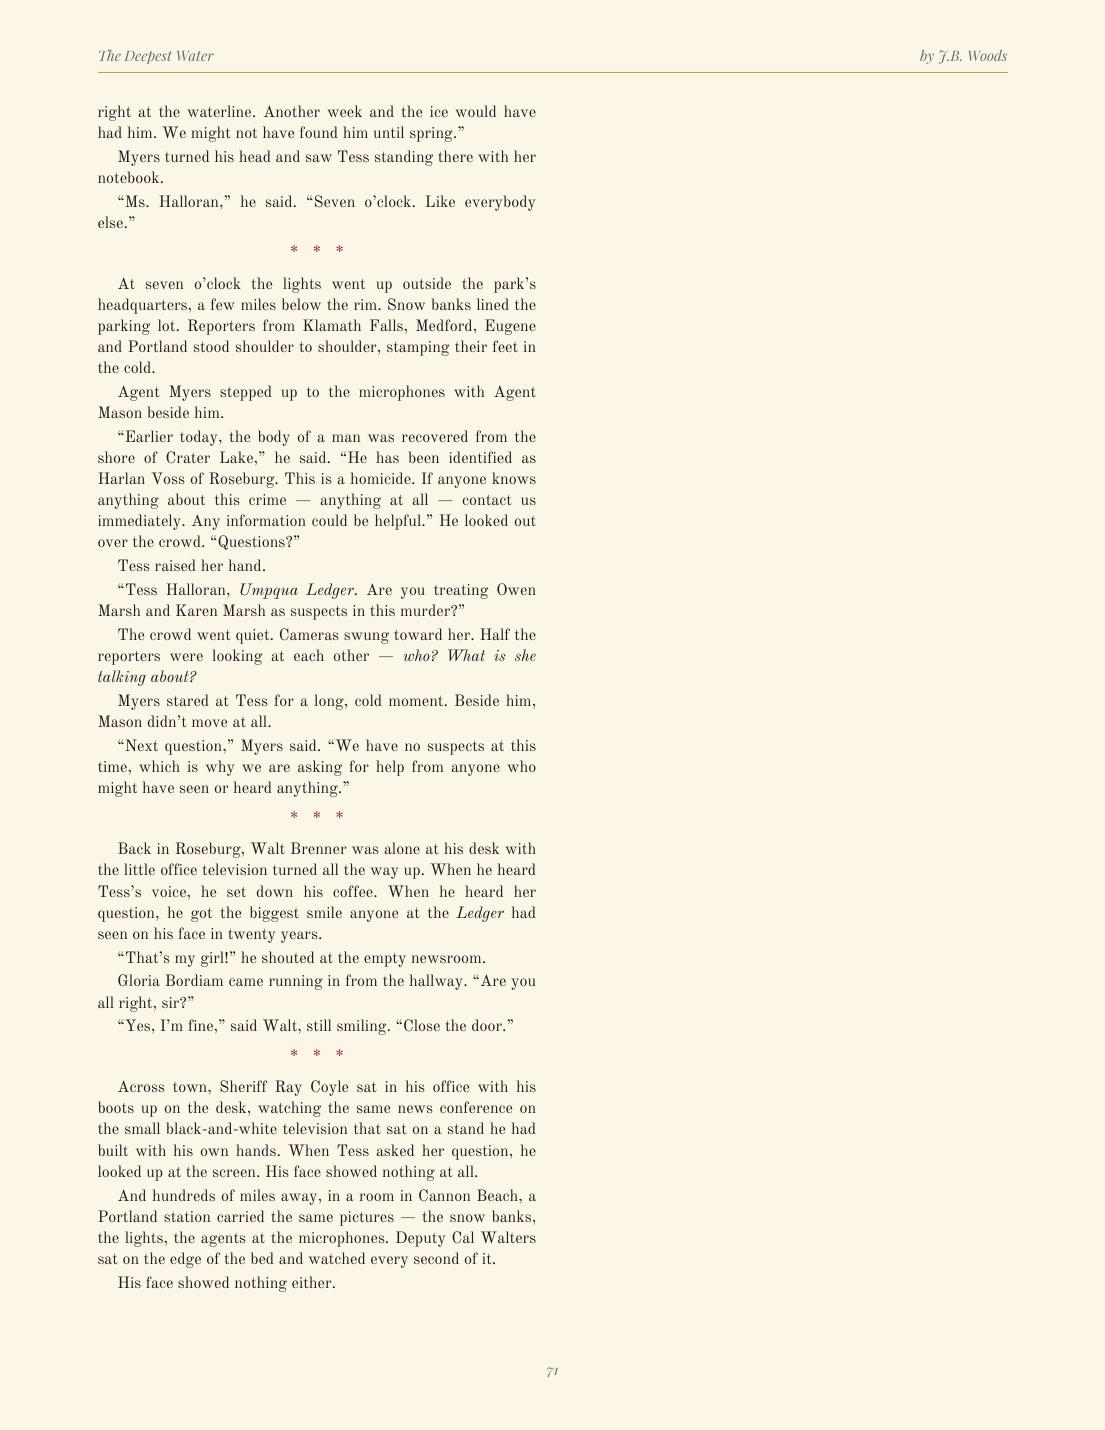 The Deepest Water
by J.B. Woods
right at the waterline. Another week and the ice would have
had him. We might not have found him until spring.”
Myers turned his head and saw Tess standing there with her
notebook.
“Ms. Halloran,” he said. “Seven o’clock. Like everybody
else.”
* * *
At seven o’clock the lights went up outside the park’s
headquarters, a few miles below the rim. Snow banks lined the
parking lot. Reporters from Klamath Falls, Medford, Eugene
and Portland stood shoulder to shoulder, stamping their feet in
the cold.
Agent Myers stepped up to the microphones with Agent
Mason beside him.
“Earlier today, the body of a man was recovered from the
shore of Crater Lake,” he said. “He has been identified as
Harlan Voss of Roseburg. This is a homicide. If anyone knows
anything about this crime — anything at all — contact us
immediately. Any information could be helpful.” He looked out
over the crowd. “Questions?”
Tess raised her hand.
“Tess Halloran, Umpqua Ledger. Are you treating Owen
Marsh and Karen Marsh as suspects in this murder?”
The crowd went quiet. Cameras swung toward her. Half the
reporters were looking at each other — who? What is she
talking about?
Myers stared at Tess for a long, cold moment. Beside him,
Mason didn’t move at all.
“Next question,” Myers said. “We have no suspects at this
time, which is why we are asking for help from anyone who
might have seen or heard anything.”
* * *
Back in Roseburg, Walt Brenner was alone at his desk with
the little office television turned all the way up. When he heard
Tess’s voice, he set down his coffee. When he heard her
question, he got the biggest smile anyone at the Ledger had
seen on his face in twenty years.
“That’s my girl!” he shouted at the empty newsroom.
Gloria Bordiam came running in from the hallway. “Are you
all right, sir?”
“Yes, I’m fine,” said Walt, still smiling. “Close the door.”
* * *
Across town, Sheriff Ray Coyle sat in his office with his
boots up on the desk, watching the same news conference on
the small black-and-white television that sat on a stand he had
built with his own hands. When Tess asked her question, he
looked up at the screen. His face showed nothing at all.
And hundreds of miles away, in a room in Cannon Beach, a
Portland station carried the same pictures — the snow banks,
the lights, the agents at the microphones. Deputy Cal Walters
sat on the edge of the bed and watched every second of it.
His face showed nothing either.
71